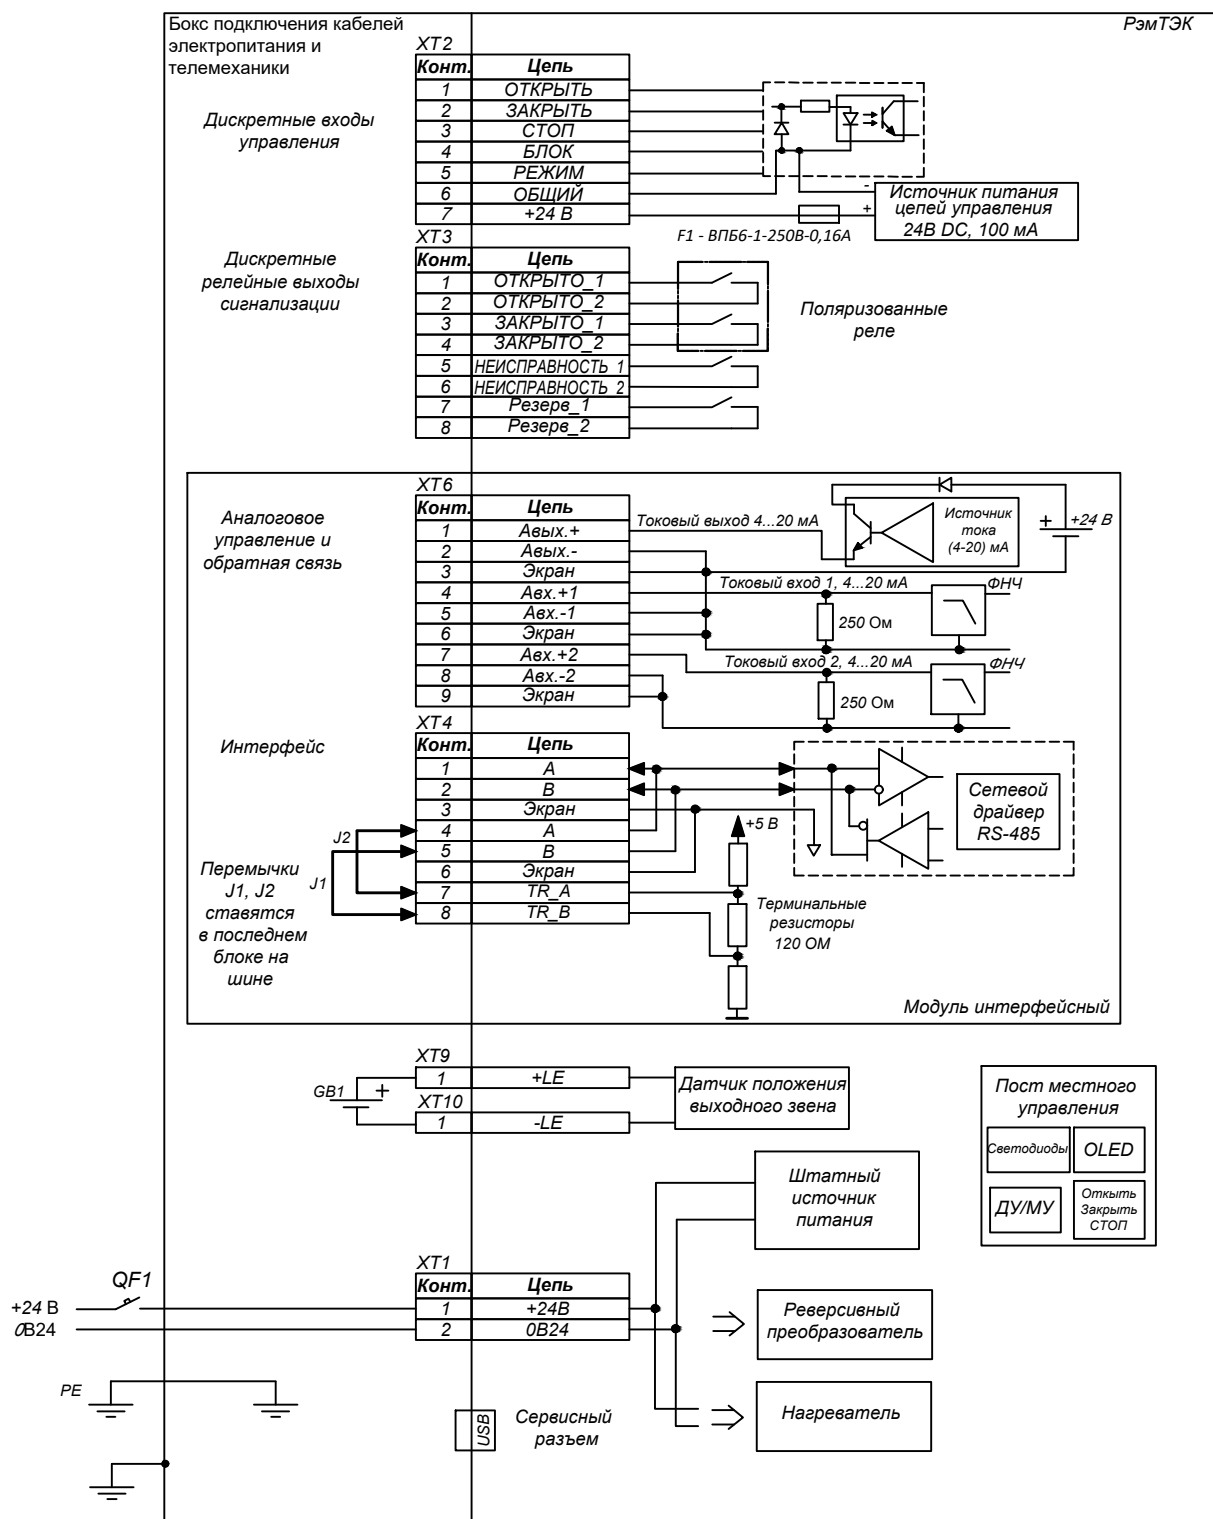 Бокс подключения кабелей
электропитания и
телемеханики
РэмТЭК
XT2
Конт. Цепь
1 ОТКРЫТЬ
2 ЗАКРЫТЬ
3 СТОП
4 БЛОК
5 РЕЖИМ
6 ОБЩИЙ
7 +24 В
Дискретные входы
управления
-
+
Источник питания
цепей управления
24В DC, 100 мА
F1 - ВПБ6-1-250В-0,16А
XT3
Конт. Цепь
1 ОТКРЫТО_1
2 ОТКРЫТО_2
3 ЗАКРЫТО_1
4 ЗАКРЫТО_2
5 НЕИСПРАВНОСТЬ_1
6 НЕИСПРАВНОСТЬ_2
7 Резерв_1
8 Резерв_2
Дискретные
релейные выходы
сигнализации
Поляризованные
реле
XT6
Конт. Цепь
1 Авых.+
2 Авых.-
3 Экран
4 Авх.+1
5 Авх.-1
6 Экран
7 Авх.+2
8 Авх.-2
9 Экран
Аналоговое
управление и
обратная связь
Токовый выход 4...20 мА
Источник
тока
(4-20) мА
+ +24 В
Токовый вход 1, 4...20 мА
ФНЧ
250 Ом
Токовый вход 2, 4...20 мА
ФНЧ
250 Ом
XT4
Конт. Цепь
1 A
2 B
3 Экран
4 A
5 B
6 Экран
7 TR_A
8 TR_B
Интерфейс
J2
J1
Перемычки
J1, J2
ставятся
в последнем
блоке на
шине
+5 В
Терминальные
резисторы
120 ОМ
Сетевой
драйвер
RS-485
Модуль интерфейсный
XT9
1 +LE
XT10
1 -LE
GB1
+
Датчик положения
выходного звена
Пост местного
управления
Светодиоды
OLED
ДУ/МУ
Откыть
Закрыть
СТОП
Штатный
источник
питания
XT1
Конт. Цепь
1 +24В
2 0В24
QF1
+24 В
0В24
Реверсивный
преобразователь
Нагреватель
PE
USB
Сервисный
разъем